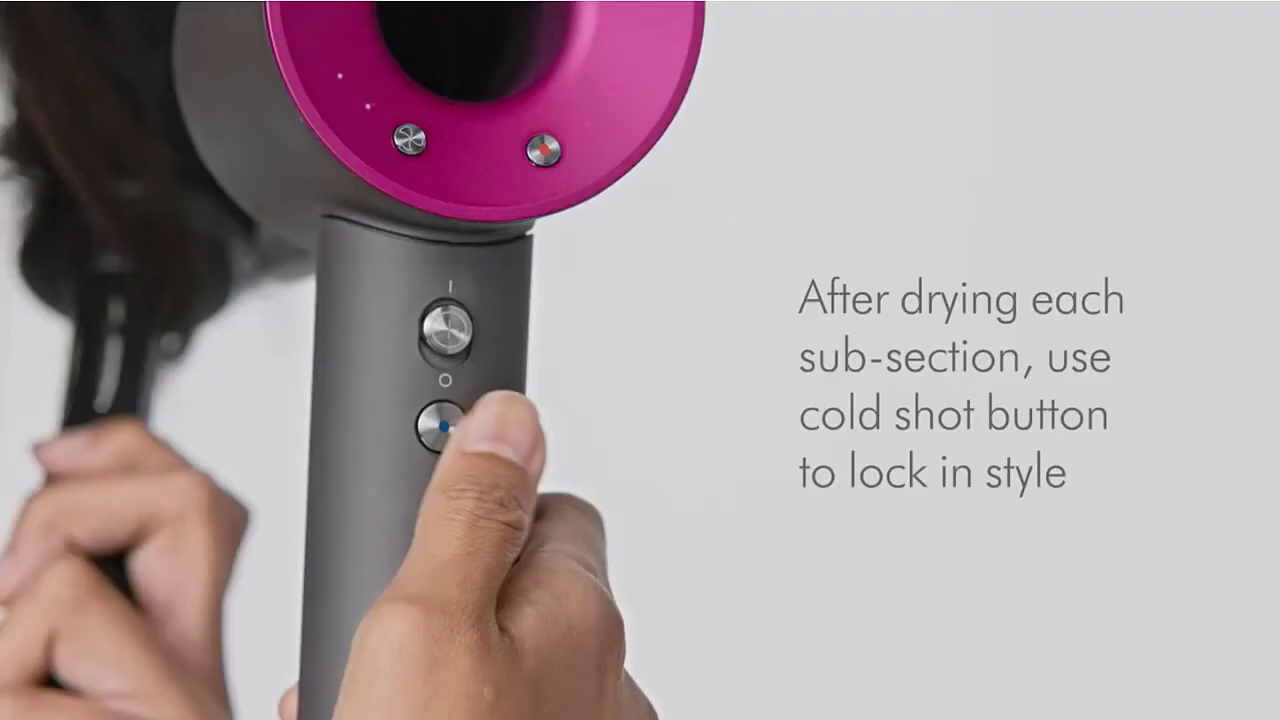 After drying each
sub-section, use
cold shot button
to lock in style